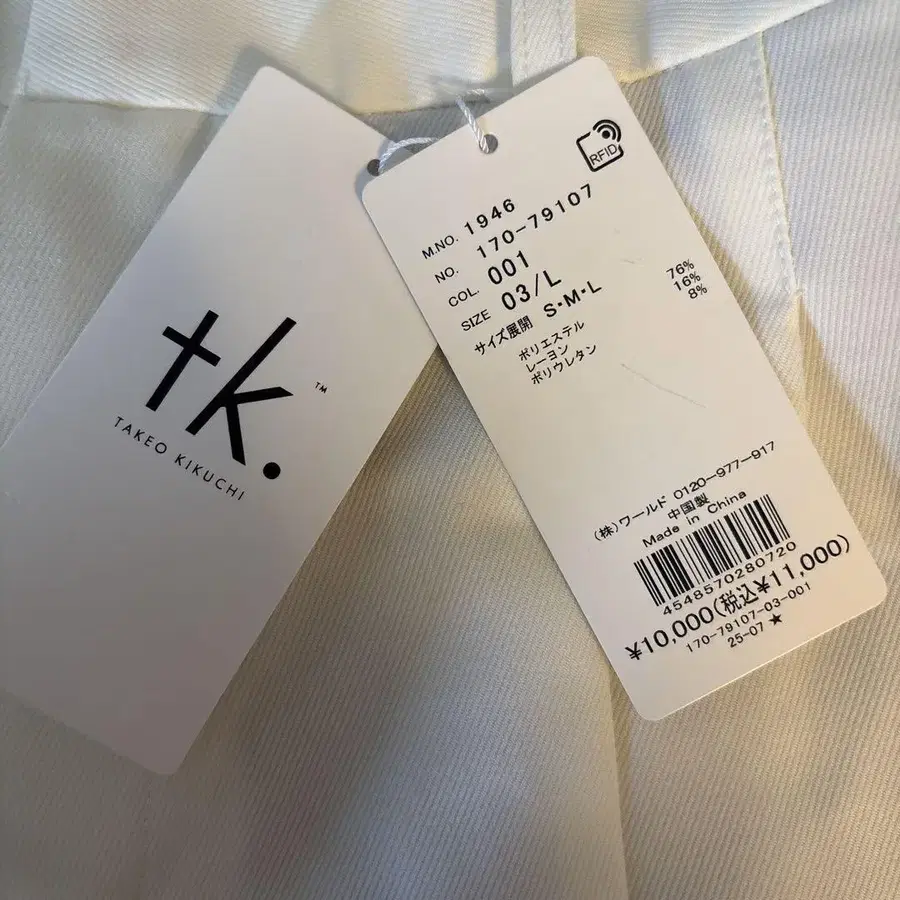 tk.
TM
TAKEO KIKUCHI
RFID
M.NO. 1946
NO. 170-79107
COL. 001
SIZE 03/L
サイズ展開 S・M・L
ポリエステル 76%
レーヨン 16%
ポリウレタン 8%
(株)ワールド 0120-977-917
中国製
Made in China
4548570280720
¥10,000(税込¥11,000)
170-79107-03-001
25-07 ★